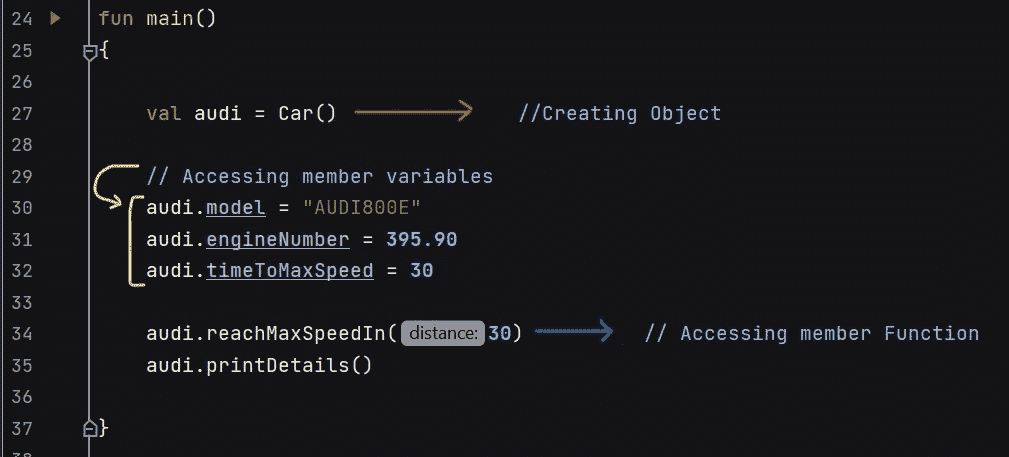 24 fun main()
25 {
26
27 val audi = Car() //Creating Object
28
29 // Accessing member variables
30 audi.model = "AUDI800E"
31 audi.engineNumber = 395.90
32 audi.timeToMaxSpeed = 30
33
34 audi.reachMaxSpeedIn( distance: 30) // Accessing member Function
35 audi.printDetails()
36
37 }
38